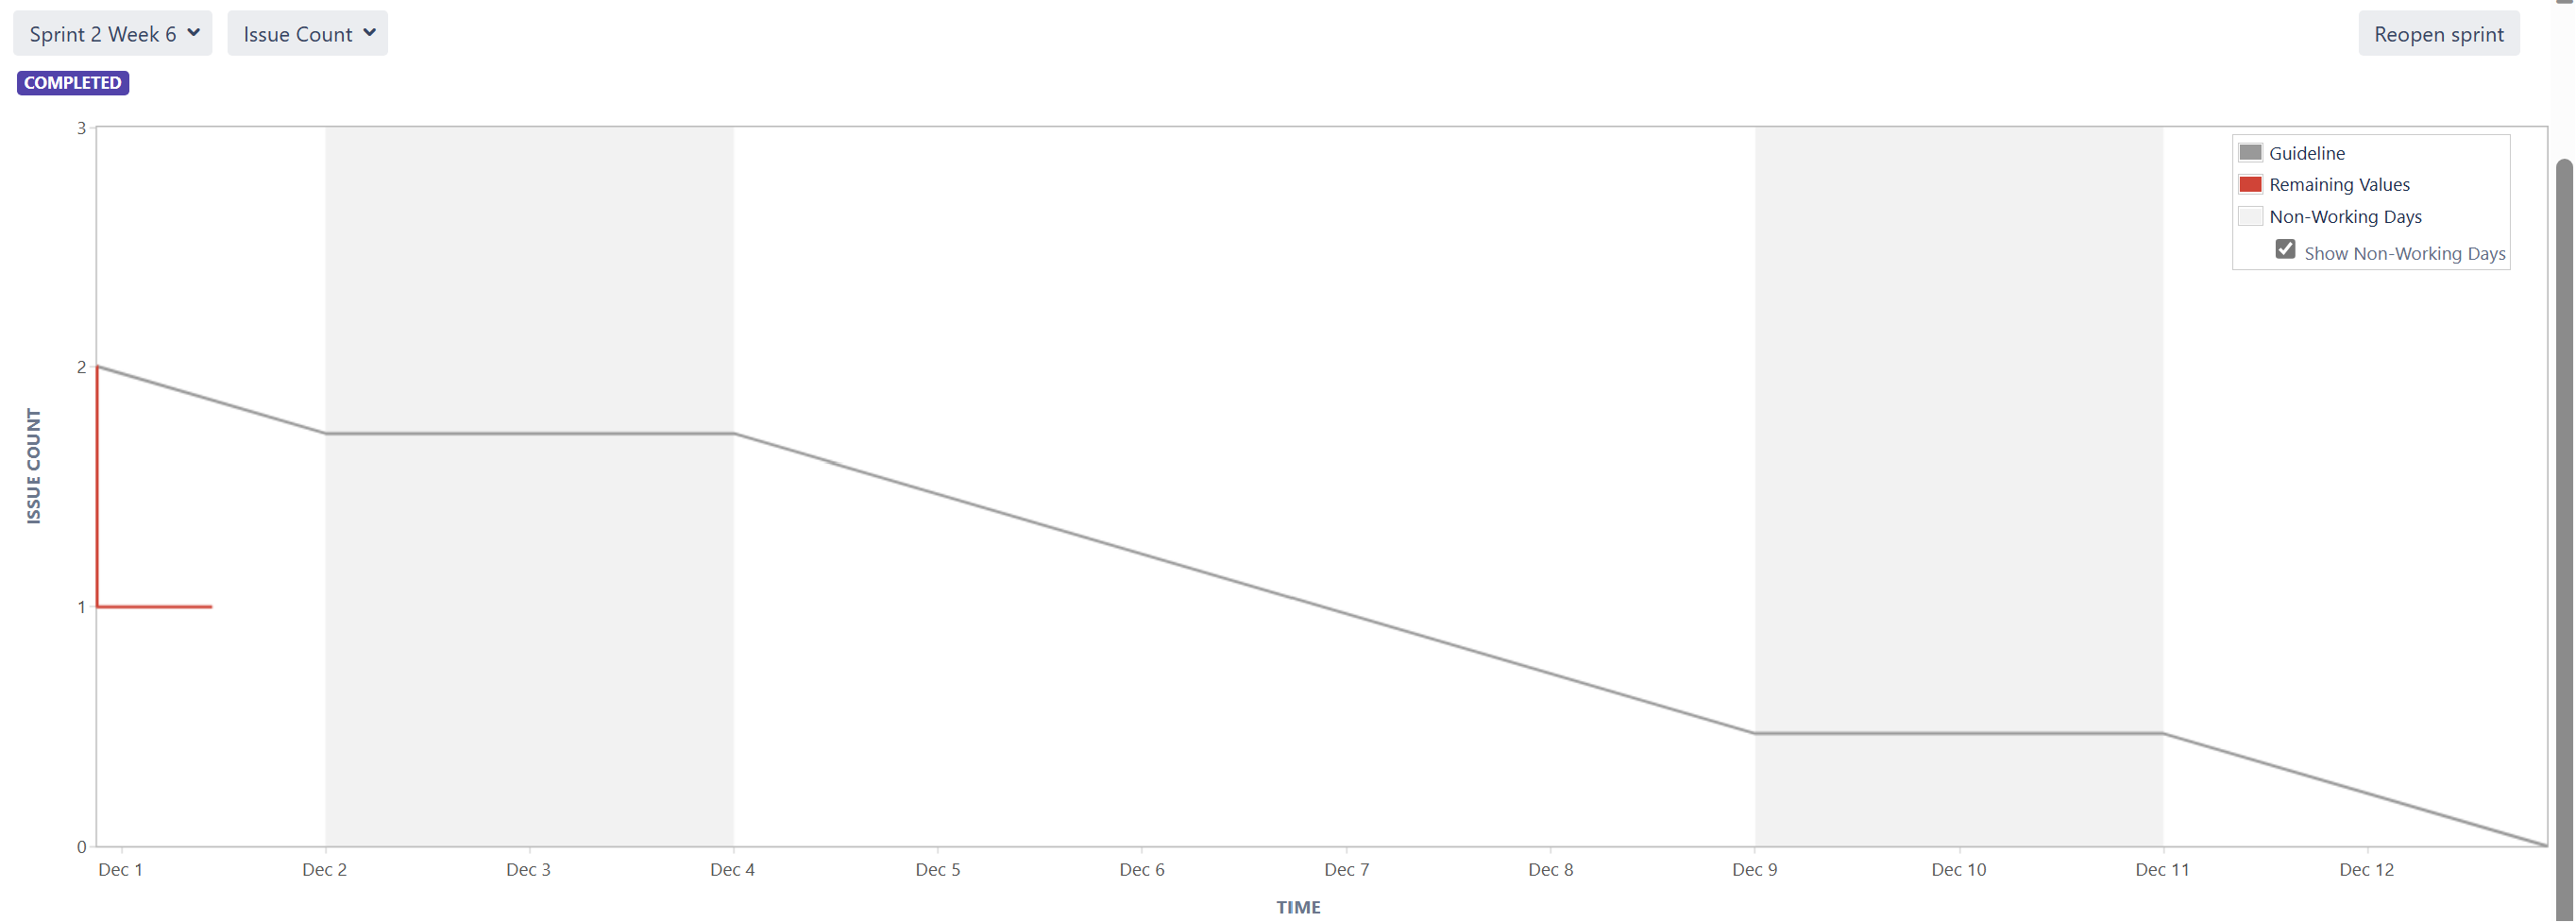 Sprint 2 Week 6
Issue Count
Reopen sprint
COMPLETED
3
2
1
0
ISSUE COUNT
Guideline
Remaining Values
Non-Working Days
Show Non-Working Days
Dec 1
Dec 2
Dec 3
Dec 4
Dec 5
Dec 6
Dec 7
Dec 8
Dec 9
Dec 10
Dec 11
Dec 12
TIME